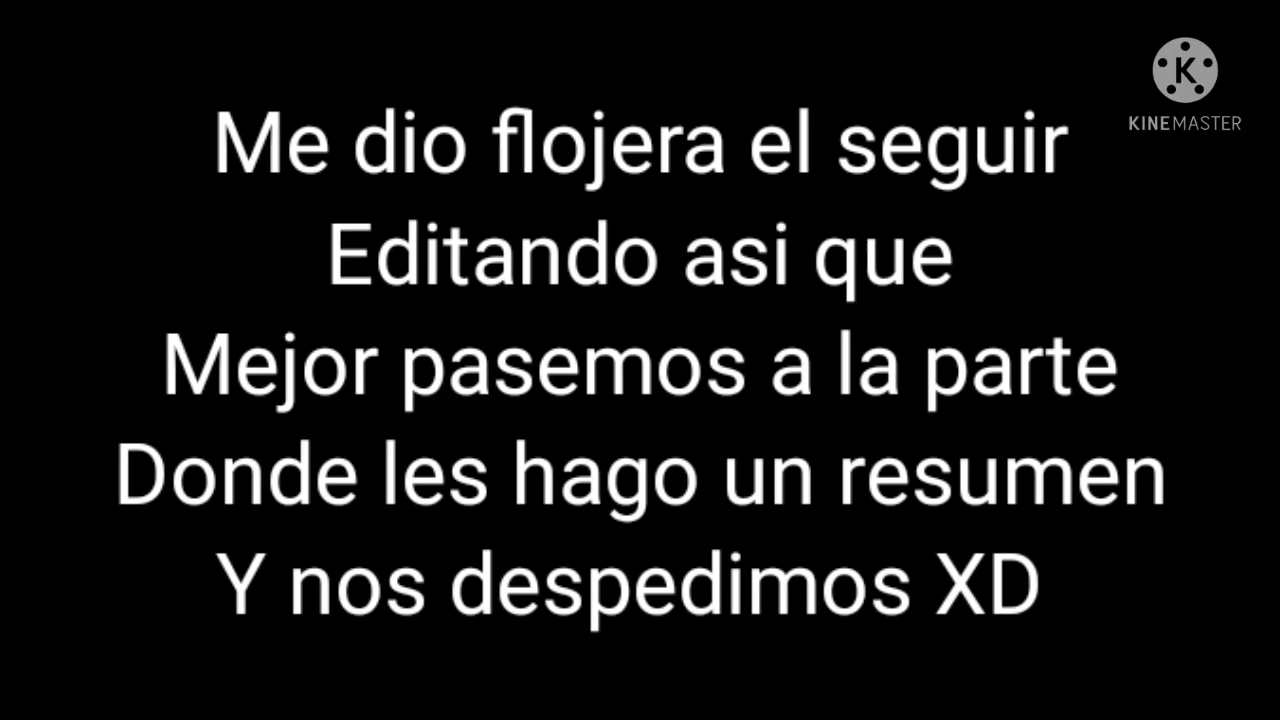 KINEMASTER
Me dio flojera el seguir
Editando asi que
Mejor pasemos a la parte
Donde les hago un resumen
Y nos despedimos XD